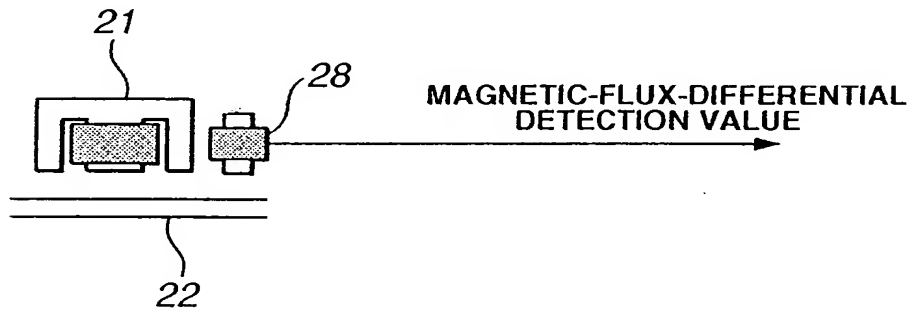 21
28
MAGNETIC-FLUX-DIFFERENTIAL
DETECTION VALUE
22